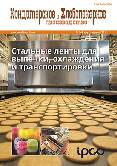 Кондитерское и Хлебопекарное
производство
Стальные ленты для
выпечки, охлаждения
и транспортировки
ipco